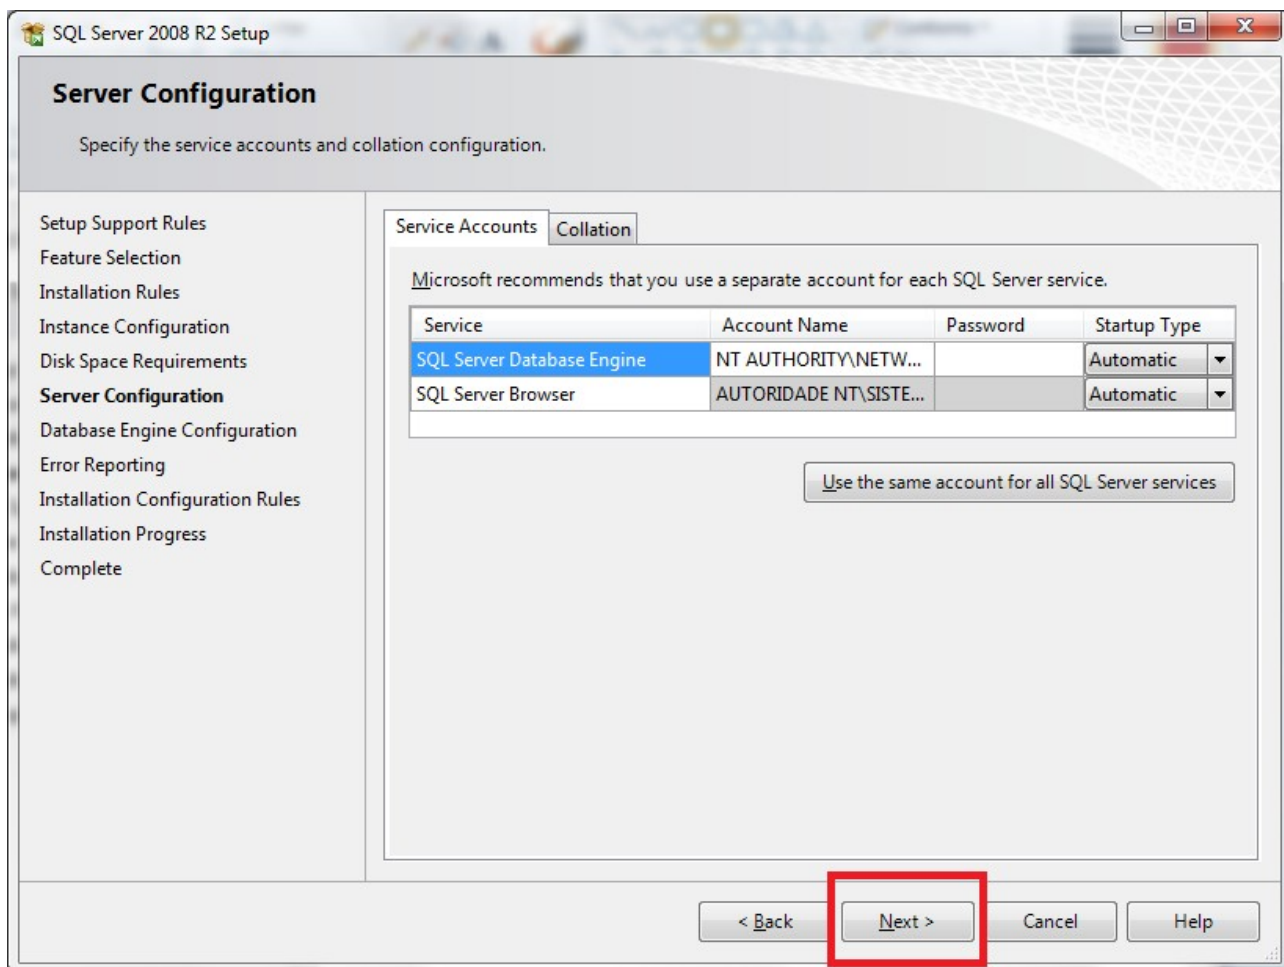 SQL Server 2008 R2 Setup
Server Configuration
Specify the service accounts and collation configuration.
Setup Support Rules
Feature Selection
Installation Rules
Instance Configuration
Disk Space Requirements
Server Configuration
Database Engine Configuration
Error Reporting
Installation Configuration Rules
Installation Progress
Complete
Service Accounts Collation
Microsoft recommends that you use a separate account for each SQL Server service.
Service Account Name Password Startup Type
SQL Server Database Engine NT AUTHORITY\NETW... Automatic
SQL Server Browser AUTORIDADE NT\SISTE... Automatic
Use the same account for all SQL Server services
< Back Next > Cancel Help